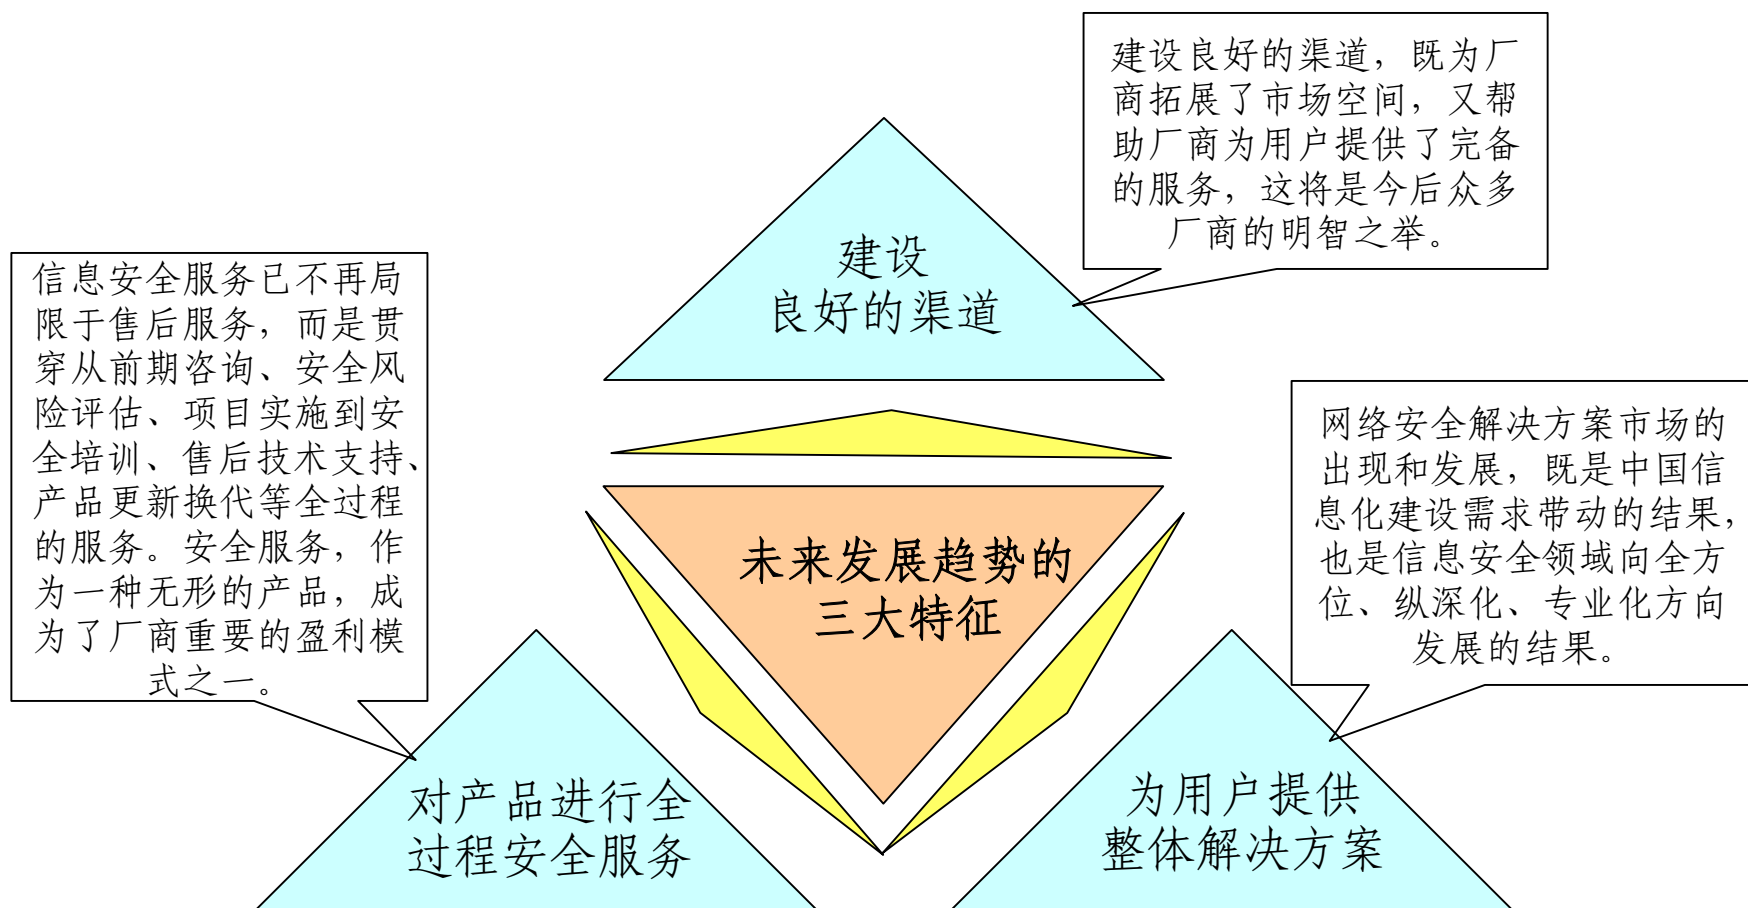 建设良好的渠道，既为厂
商拓展了市场空间，又帮
助厂商为用户提供了完备
的服务，这将是今后众多
厂商的明智之举。
建设
良好的渠道
信息安全服务已不再局
限于售后服务，而是贯
穿从前期咨询、安全风
险评估、项目实施到安
全培训、售后技术支持、
产品更新换代等全过程
的服务。安全服务，作
为一种无形的产品，成
为了厂商重要的盈利模
式之一。
网络安全解决方案市场的
出现和发展，既是中国信
息化建设需求带动的结果，
也是信息安全领域向全方
位、纵深化、专业化方向
发展的结果。
未来发展趋势的
三大特征
对产品进行全
过程安全服务
为用户提供
整体解决方案